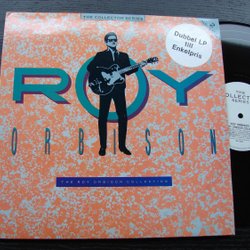 THE COLLECTOR SERIES
ROY
ORBISON
Dubbel LP
till
Enkelpris
THE ROY ORBISON COLLECTION
THE
COLLECTOR
SERIES